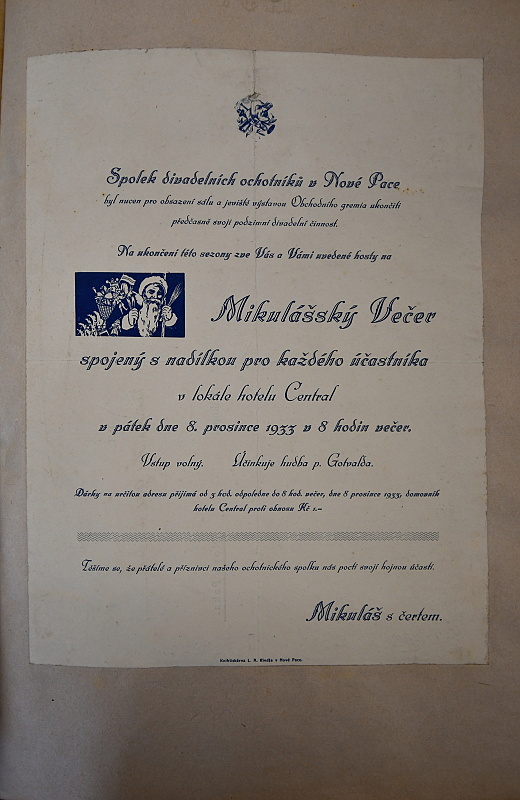 Spolek divadelních ochotníků v Nové Pace
byl nucen pro obsazení sálu a jeviště výstavou Obchodního gremia ukončiti
předčasně svoji podzimní divadelní činnost.
Na ukončení této sezony zve Vás a Vámi uvedené hosty na
Mikulášský Večer
spojený s nadílkou pro každého účastníka
v lokále hotelu Central
v pátek dne 8. prosince 1933 v 8 hodin večer.
Vstup volný. Účinkuje hudba p. Gotvalda.
Dárky na určitou adresu přijímá od 3 hod. odpoledne do 8 hod. večer, dne 8 prosince 1933, domovník
hotelu Central proti obnosu Kč 1.–
Těšíme se, že přátelé a příznivci našeho ochotnického spolku nás poctí svojí hojnou účastí.
Mikuláš s čertem.
Knihtiskárna L. A. v Nové Pace.